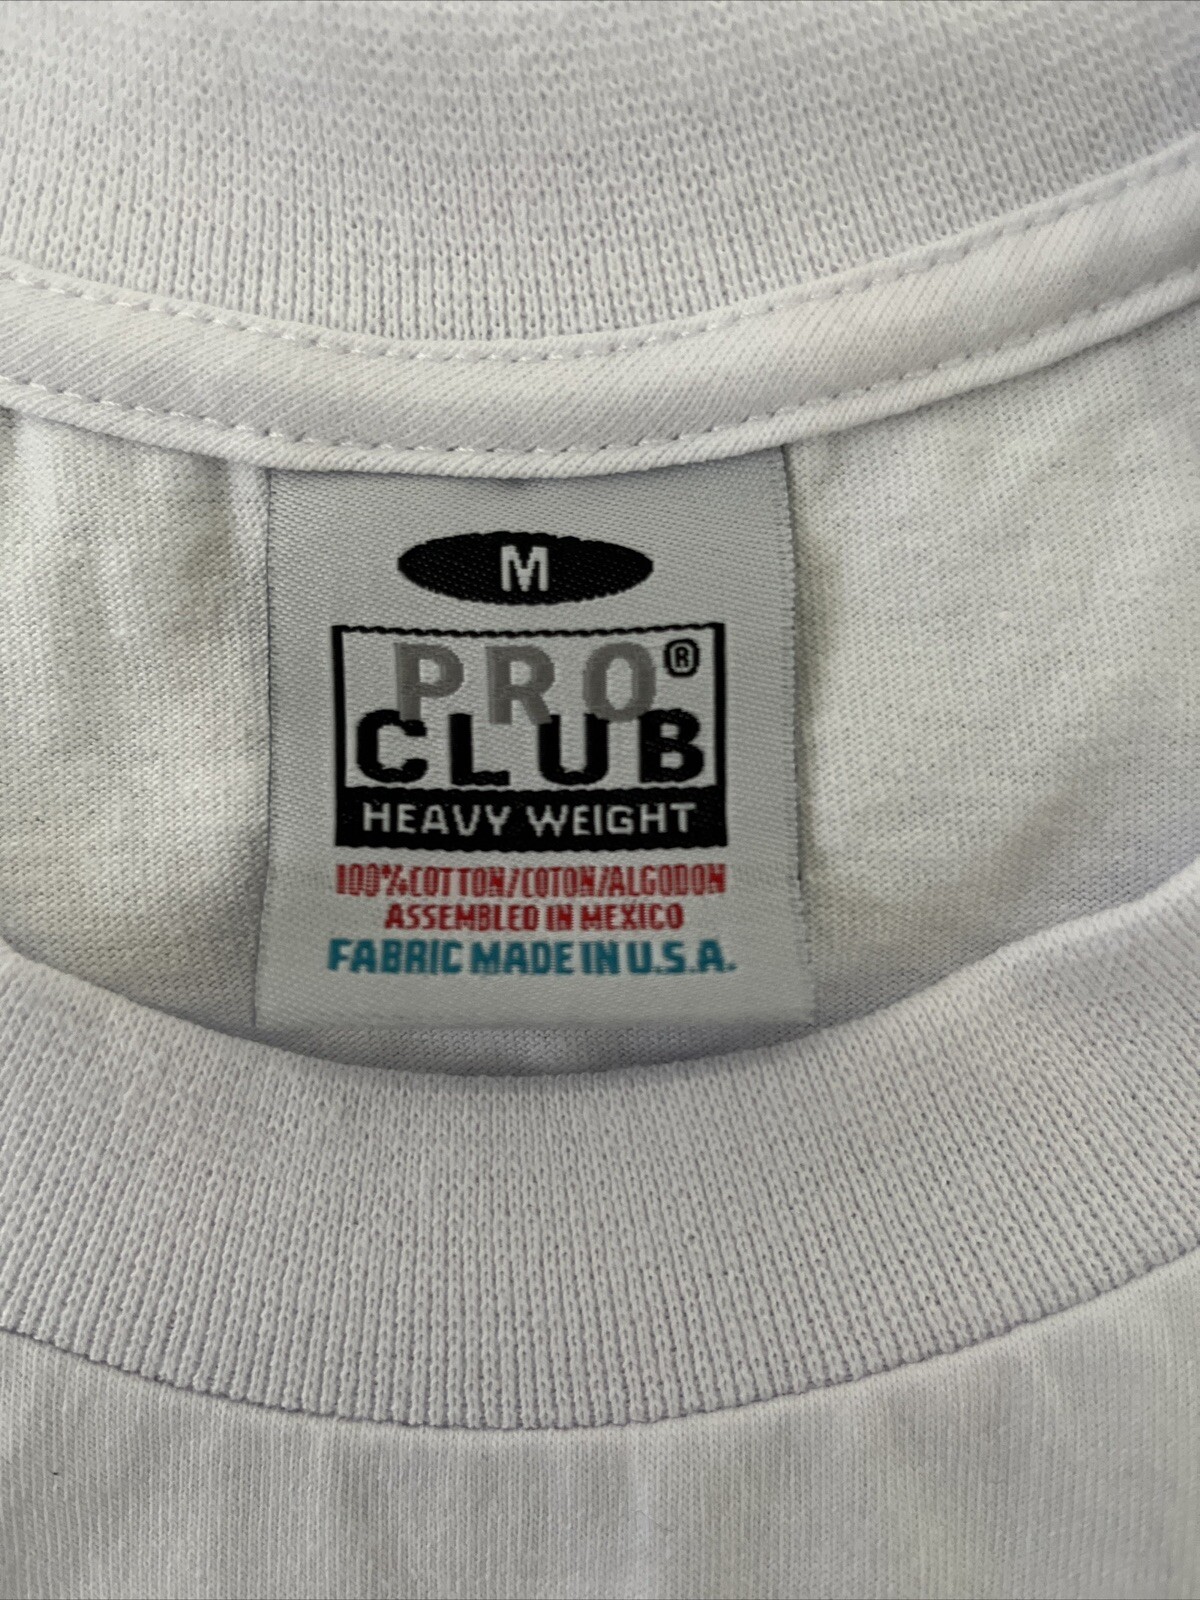 M
PRO®
CLUB
HEAVY WEIGHT
100%COTTON/COTON/ALGODON
ASSEMBLED IN MEXICO
FABRIC MADE IN U.S.A.